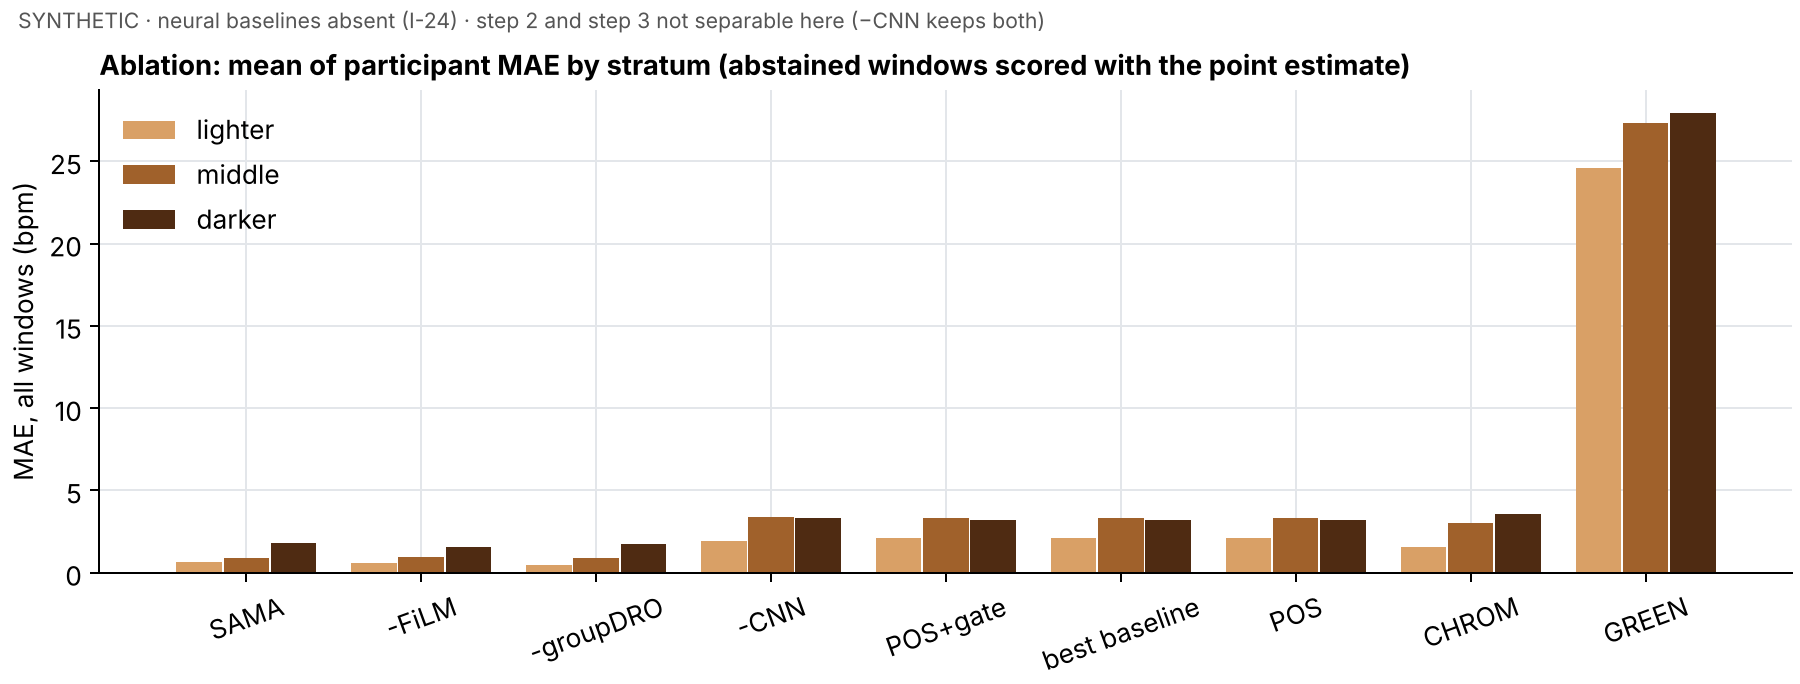 SYNTHETIC · neural baselines absent (I-24) · step 2 and step 3 not separable here (−CNN keeps both)
Ablation: mean of participant MAE by stratum (abstained windows scored with the point estimate)
lighter
middle
darker
MAE, all windows (bpm)
25
20
15
10
5
0
SAMA
-FiLM
-groupDRO
-CNN
POS+gate
best baseline
POS
CHROM
GREEN